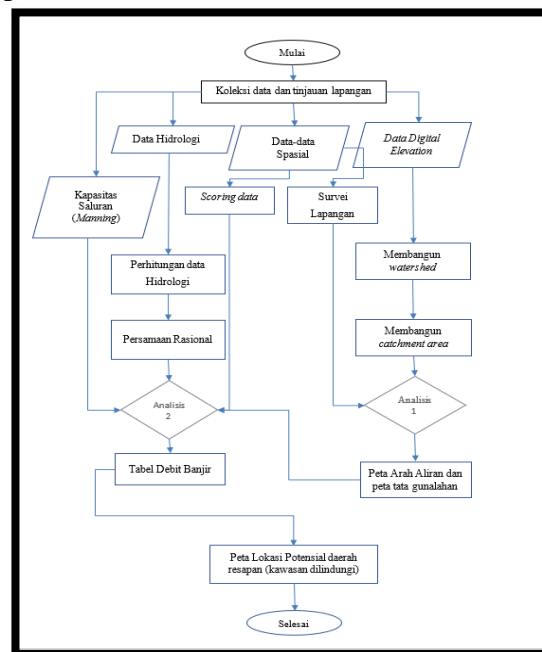 Mulai
Koleksi data dan tinjauan lapangan
Data Hidrologi
Data-data
Spasial
Data Digital
Elevation
Kapasitas
Saluran
(Manning)
Scoring data
Survei
Lapangan
Perhitungan data
Hidrologi
Membangun
watershed
Persamaan Rasional
Membangun
catchment area
Analisis
2
Analisis
1
Tabel Debit Banjir
Peta Arah Aliran dan
peta tata gunalahan
Peta Lokasi Potensial daerah
resapan (kawasan dilindungi)
Selesai